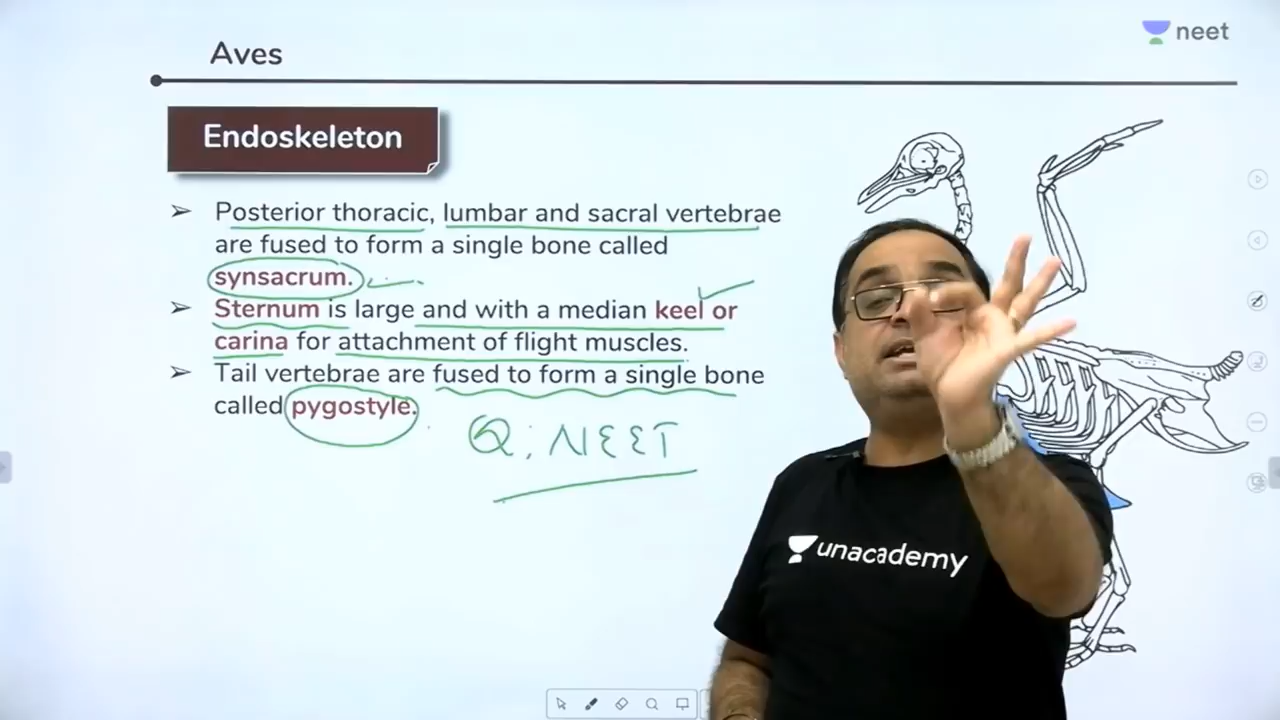 neet
Aves
Endoskeleton
➢ Posterior thoracic, lumbar and sacral vertebrae
are fused to form a single bone called
synsacrum.
➢ Sternum is large and with a median keel or
carina for attachment of flight muscles.
➢ Tail vertebrae are fused to form a single bone
called pygostyle.
Q; NEET
unacademy